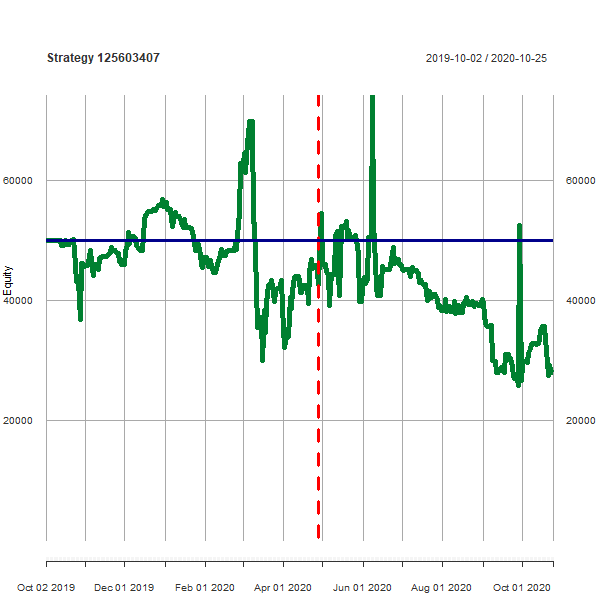 Strategy 125603407
2019-10-02 / 2020-10-25
60000
60000
Equity
40000
40000
20000
20000
Oct 02 2019
Dec 01 2019
Feb 01 2020
Apr 01 2020
Jun 01 2020
Aug 01 2020
Oct 01 2020